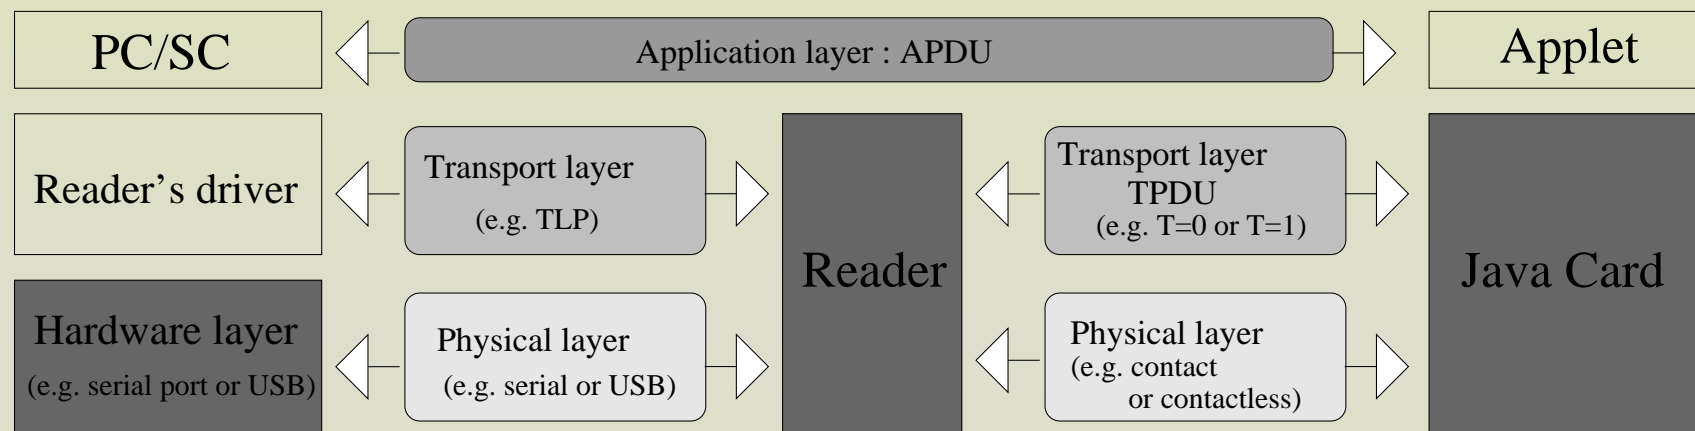 PC/SC
Application layer : APDU
Applet
Reader’s driver
Transport layer
(e.g. TLP)
Reader
Transport layer
TPDU
(e.g. T=0 or T=1)
Java Card
Hardware layer
(e.g. serial port or USB)
Physical layer
(e.g. serial or USB)
Physical layer
(e.g. contact
or contactless)